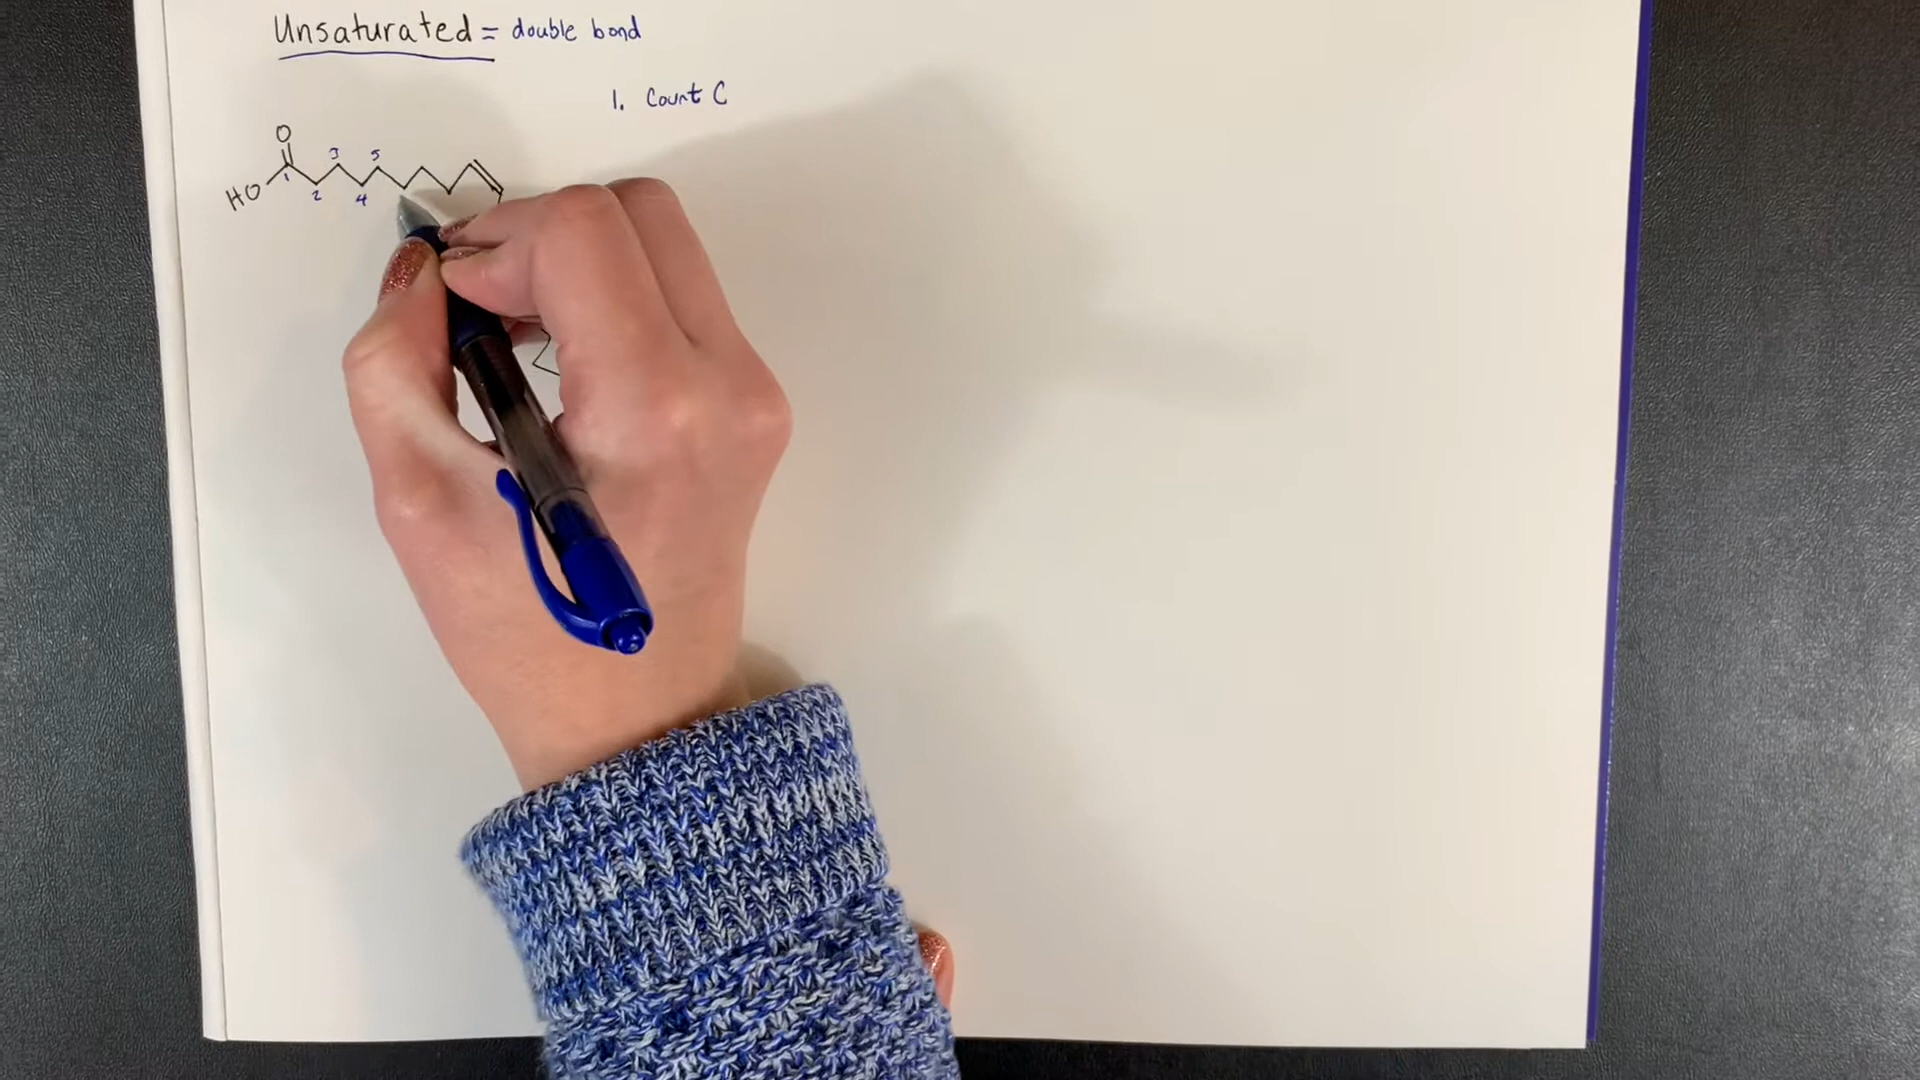 Unsaturated = double bond
1. Count C
O
3 5
1
HO 2 4